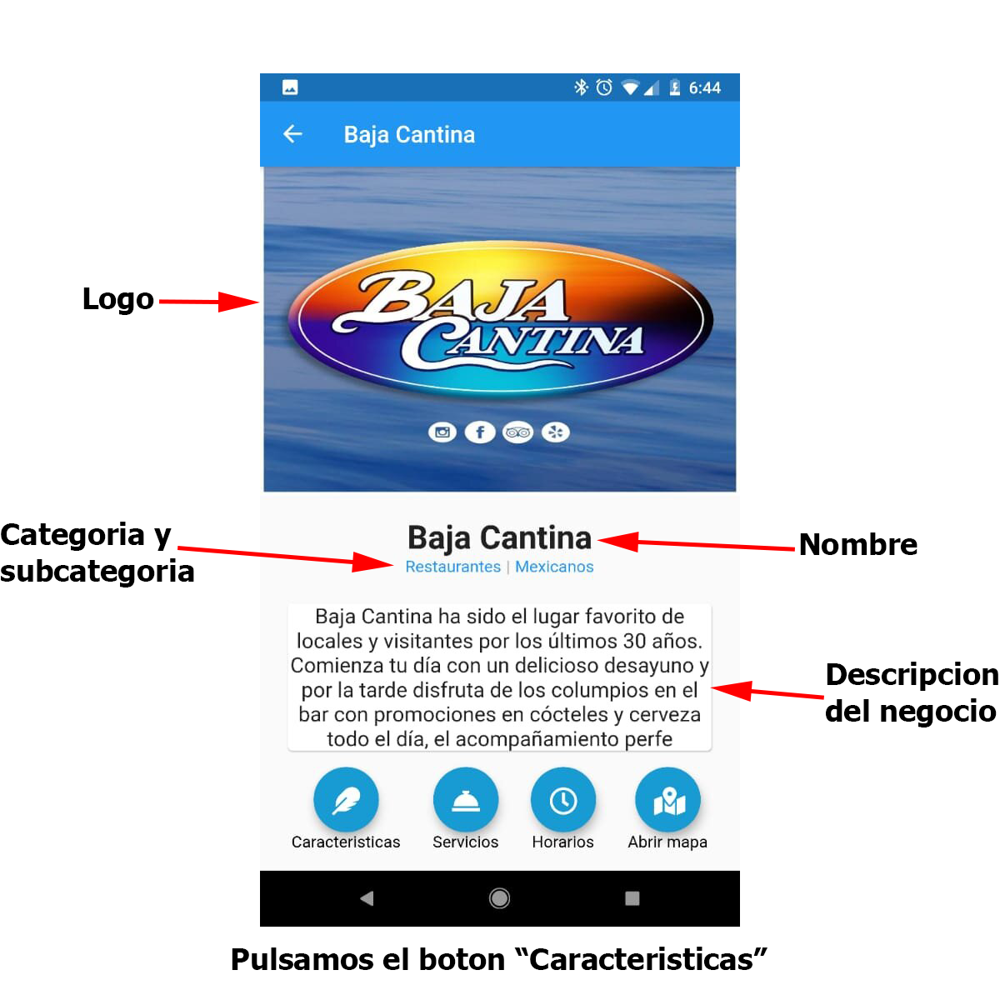 6:44
Baja Cantina
BAJA
CANTINA
Logo
Categoria y
subcategoria
Baja Cantina
Nombre
Restaurantes | Mexicanos
Baja Cantina ha sido el lugar favorito de
locales y visitantes por los últimos 30 años.
Comienza tu día con un delicioso desayuno y
por la tarde disfruta de los columpios en el
bar con promociones en cócteles y cerveza
todo el día, el acompañamiento perfe
Descripcion
del negocio
Caracteristicas
Servicios
Horarios
Abrir mapa
Pulsamos el boton “Caracteristicas”